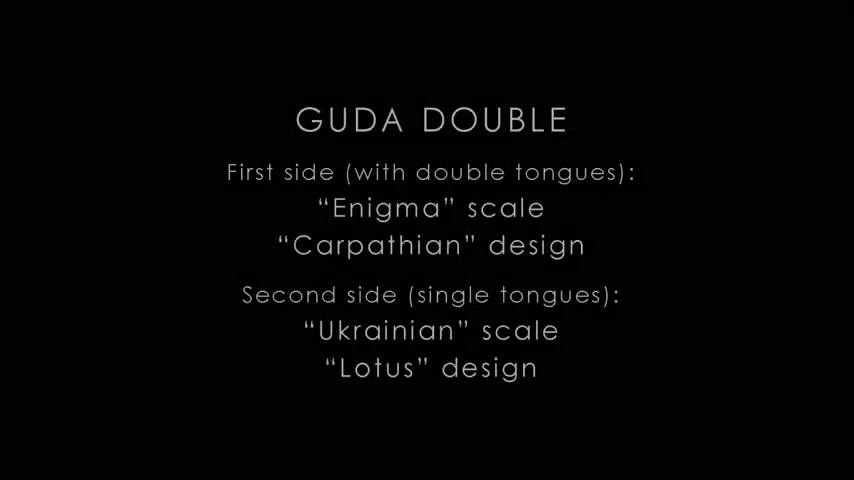 GUDA DOUBLE
First side (with double tongues):
“Enigma” scale
“Carpathian” design
Second side (single tongues):
“Ukrainian” scale
“Lotus” design